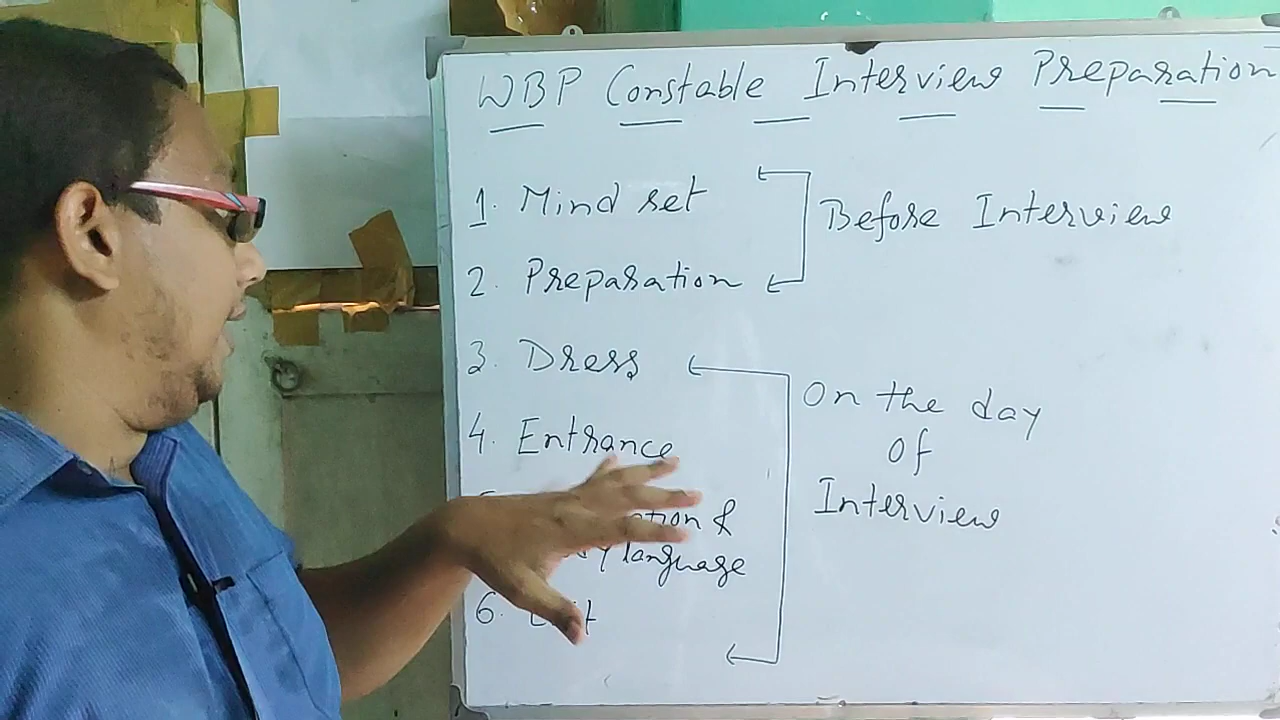 WBP Constable Interview Preparation
1. Mind set
2. Preparation
Before Interview
3. Dress
4. Entrance
&
language
6.
On the day
of
Interview